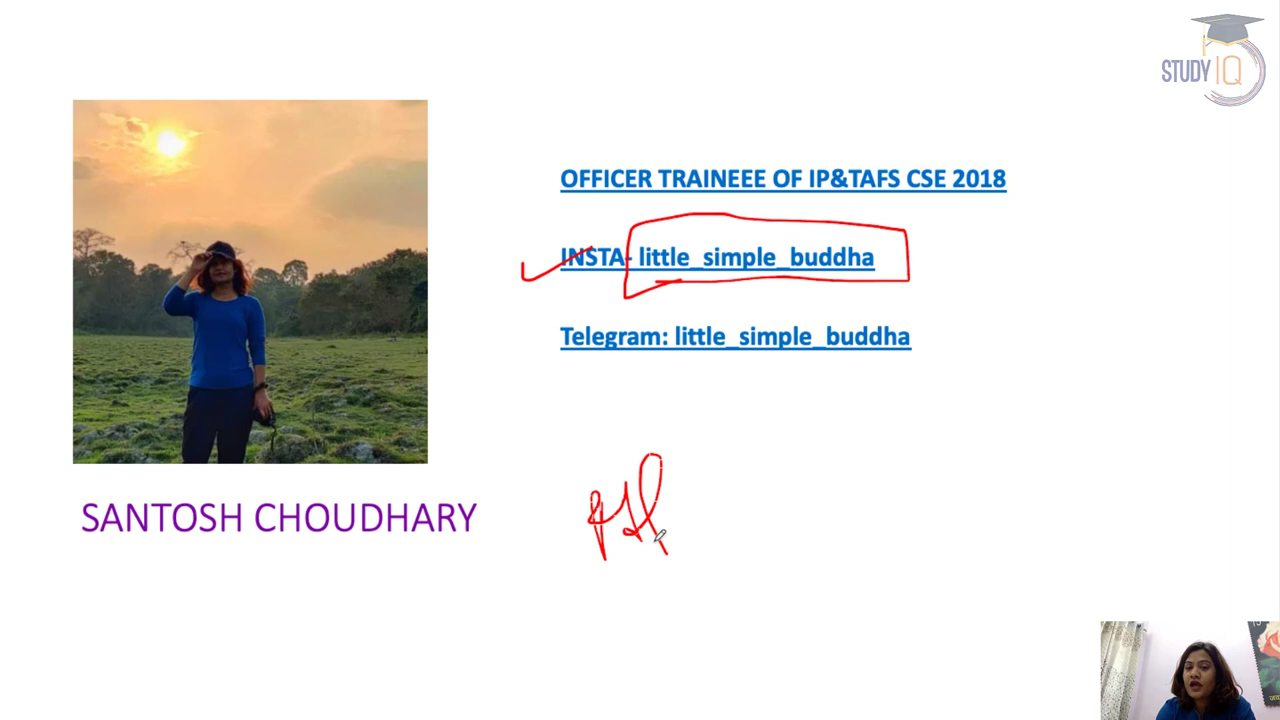 STUDY IQ
OFFICER TRAINEEE OF IP&TAFS CSE 2018
INSTA- little_simple_buddha
Telegram: little_simple_buddha
SANTOSH CHOUDHARY